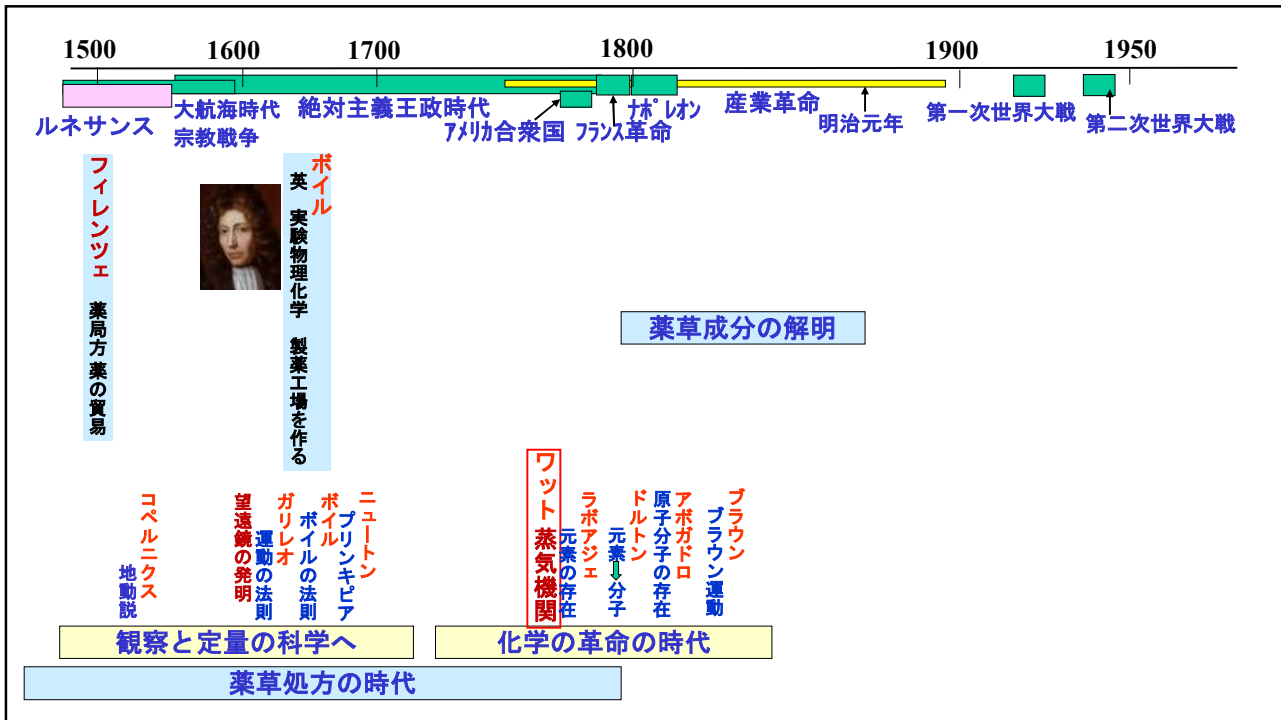 1500 1600 1700 1800 1900 1950
ルネサンス
大航海時代
宗教戦争
絶対主義王政時代
アメリカ合衆国
フランス革命
ナポレオン
産業革命
明治元年
第一次世界大戦
第二次世界大戦
フィレンツェ 薬局方 薬の貿易
ボイル
英 実験物理化学 製薬工場を作る
薬草成分の解明
コペルニクス
地動説
望遠鏡の発明
ガリレオ
運動の法則
ボイル
ボイルの法則
ニュートン
プリンキピア
ワット 蒸気機関
ラボアジェ
元素の存在
ドルトン
元素⇩分子
アボガドロ
原子分子の存在
ブラウン
ブラウン運動
観察と定量の科学へ
化学の革命の時代
薬草処方の時代